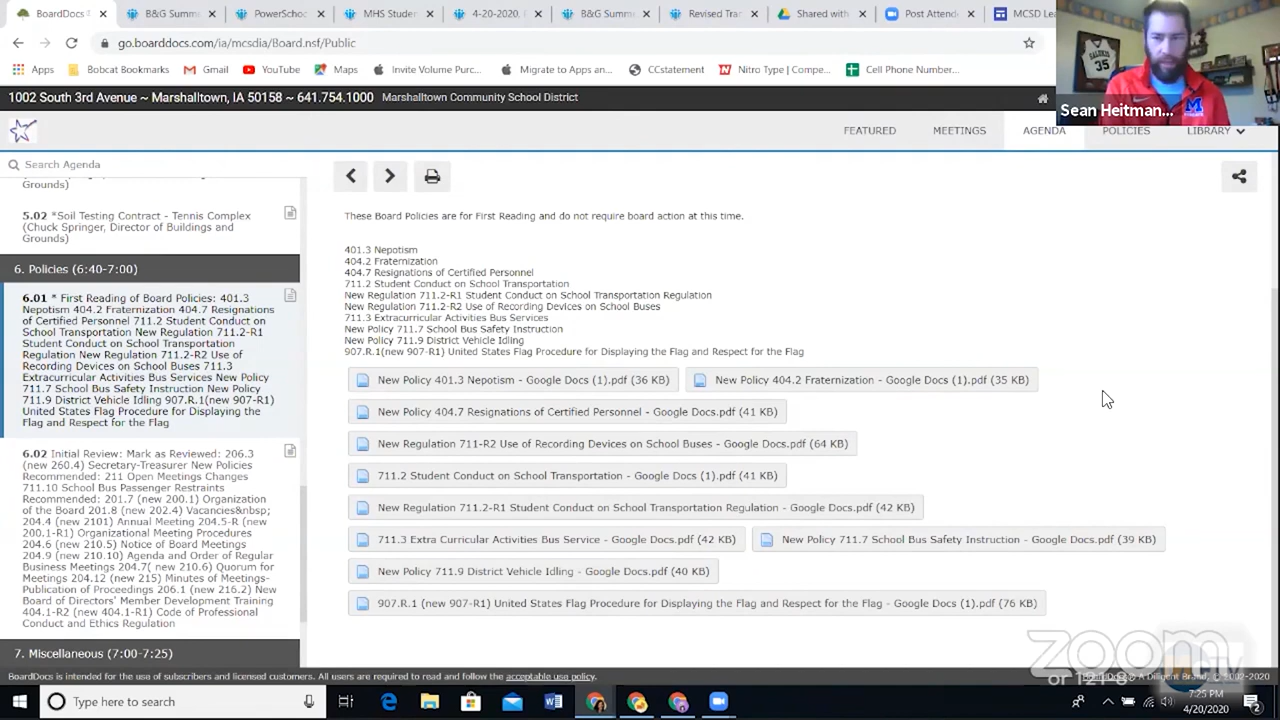 BoardDocs
B&G Summe
PowerSchoo
MHS Studen
4-20-2020,
B&G Summe
Revised Tra
Shared with
Post Attend
MCSD Lea
go.boarddocs.com/ia/mcsdia/Board.nsf/Public
Apps Bobcat Bookmarks Gmail YouTube Maps Invite Volume Purc... Migrate to Apps an... CCstatement Nitro Type | Compe... Cell Phone Number...
Sean Heitman...
1002 South 3rd Avenue ~ Marshalltown, IA 50158 ~ 641.754.1000 Marshalltown Community School District
FEATURED MEETINGS AGENDA POLICIES LIBRARY
Search Agenda
Grounds)
5.02 *Soil Testing Contract - Tennis Complex
(Chuck Springer, Director of Buildings and
Grounds)
6. Policies (6:40-7:00)
6.01 * First Reading of Board Policies: 401.3
Nepotism 404.2 Fraternization 404.7 Resignations
of Certified Personnel 711.2 Student Conduct on
School Transportation New Regulation 711.2-R1
Student Conduct on School Transportation
Regulation New Regulation 711.2-R2 Use of
Recording Devices on School Buses 711.3
Extracurricular Activities Bus Services New Policy
711.7 School Bus Safety Instruction New Policy
711.9 District Vehicle Idling 907.R.1(new 907-R1)
United States Flag Procedure for Displaying the
Flag and Respect for the Flag
6.02 Initial Review: Mark as Reviewed: 206.3
(new 260.4) Secretary-Treasurer New Policies
Recommended: 211 Open Meetings Changes
711.10 School Bus Passenger Restraints
Recommended: 201.7 (new 200.1) Organization
of the Board 201.8 (new 202.4) Vacancies&nbsp;
204.4 (new 2101) Annual Meeting 204.5-R (new
200.1-R1) Organizational Meeting Procedures
204.6 (new 210.5) Notice of Board Meetings
204.9 (new 210.10) Agenda and Order of Regular
Business Meetings 204.7( new 210.6) Quorum for
Meetings 204.12 (new 215) Minutes of Meetings-
Publication of Proceedings 206.1 (new 216.2) New
Board of Directors' Member Development Training
404.1-R2 (new 404.1-R1) Code of Professional
Conduct and Ethics Regulation
7. Miscellaneous (7:00-7:25)
These Board Policies are for First Reading and do not require board action at this time.
401.3 Nepotism
404.2 Fraternization
404.7 Resignations of Certified Personnel
711.2 Student Conduct on School Transportation
New Regulation 711.2-R1 Student Conduct on School Transportation Regulation
New Regulation 711.2-R2 Use of Recording Devices on School Buses
711.3 Extracurricular Activities Bus Services
New Policy 711.7 School Bus Safety Instruction
New Policy 711.9 District Vehicle Idling
907.R.1(new 907-R1) United States Flag Procedure for Displaying the Flag and Respect for the Flag
New Policy 401.3 Nepotism - Google Docs (1).pdf (36 KB)
New Policy 404.2 Fraternization - Google Docs (1).pdf (35 KB)
New Policy 404.7 Resignations of Certified Personnel - Google Docs.pdf (41 KB)
New Regulation 711-R2 Use of Recording Devices on School Buses - Google Docs.pdf (64 KB)
711.2 Student Conduct on School Transportation - Google Docs (1).pdf (41 KB)
New Regulation 711.2-R1 Student Conduct on School Transportation Regulation - Google Docs.pdf (42 KB)
711.3 Extra Curricular Activities Bus Service - Google Docs.pdf (42 KB)
New Policy 711.7 School Bus Safety Instruction - Google Docs.pdf (39 KB)
New Policy 711.9 District Vehicle Idling - Google Docs.pdf (40 KB)
907.R.1 (new 907-R1) United States Flag Procedure for Displaying the Flag and Respect for the Flag - Google Docs (1).pdf (76 KB)
zoom
BoardDocs is intended for the use of subscribers and licensed customers. All users are required to read and follow the acceptable use policy.
BoardDocs, A Diligent Brand. © 2002-2020
Type here to search
7:25 PM
4/20/2020
2